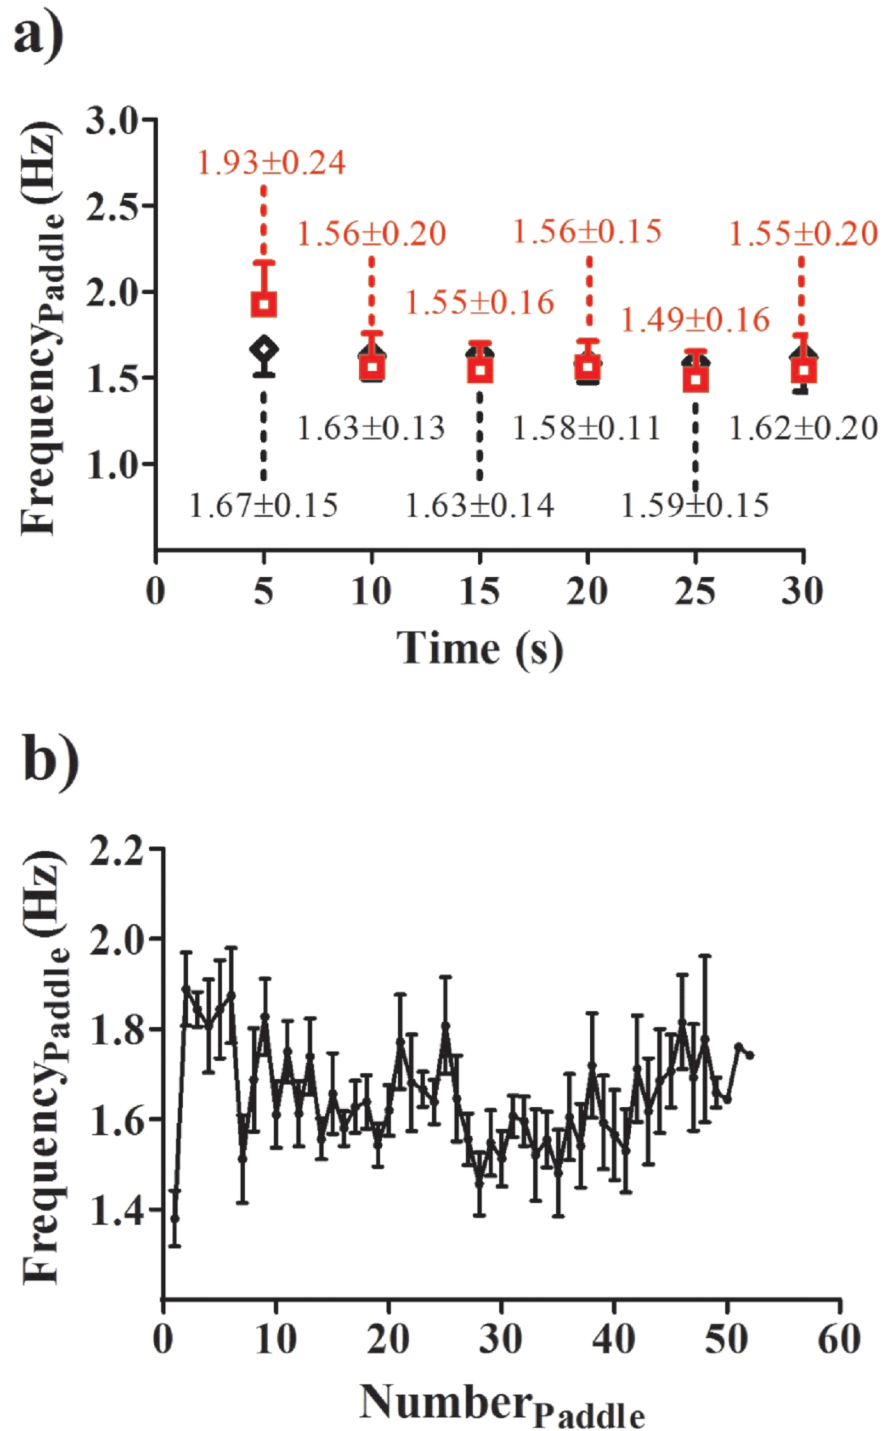 a)
Frequency_Paddle (Hz)
3.0
2.5
2.0
1.5
1.0
1.93±0.24
1.56±0.20
1.55±0.16
1.56±0.15
1.49±0.16
1.55±0.20
1.67±0.15
1.63±0.13
1.63±0.14
1.58±0.11
1.59±0.15
1.62±0.20
0 5 10 15 20 25 30
Time (s)
b)
Frequency_Paddle (Hz)
2.2
2.0
1.8
1.6
1.4
0 10 20 30 40 50 60
Number_Paddle